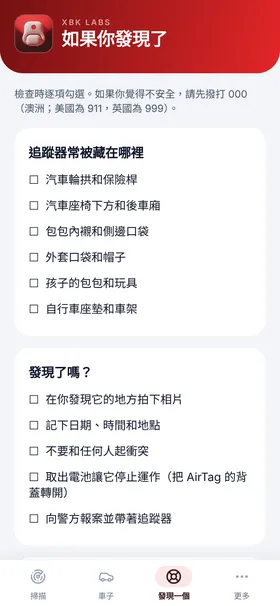 XBK LABS
如果你發現了
檢查時逐項勾選。如果你覺得不安全，請先撥打 000
（澳洲；美國為 911，英國為 999）。
追蹤器常被藏在哪裡
☐ 汽車輪拱和保險桿
☐ 汽車座椅下方和後車廂
☐ 包包內襯和側邊口袋
☐ 外套口袋和帽子
☐ 孩子的包包和玩具
☐ 自行車座墊和車架
發現了嗎？
☐ 在你發現它的地方拍下相片
☐ 記下日期、時間和地點
☐ 不要和任何人起衝突
☐ 取出電池讓它停止運作（把 AirTag 的背
蓋轉開）
☐ 向警方報案並帶著追蹤器
掃描
車子
發現一個
更多